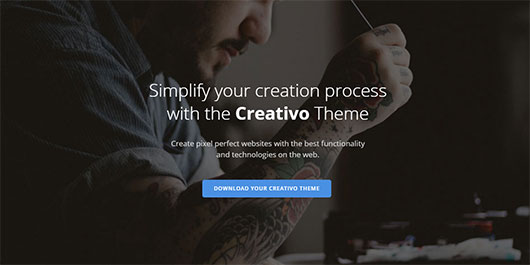 Simplify your creation process
with the Creativo Theme
Create pixel perfect websites with the best functionality
and technologies on the web.
DOWNLOAD YOUR CREATIVO THEME